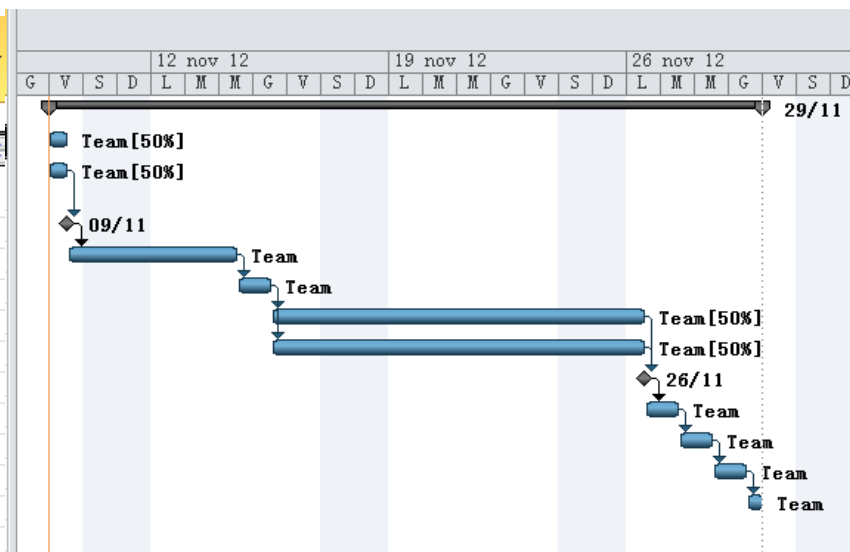 12 nov 12 19 nov 12 26 nov 12
G V S D L M M G V S D L M M G V S D L M M G V S D
29/11
Team[50%]
Team[50%]
09/11
Team
Team
Team[50%]
Team[50%]
26/11
Team
Team
Team
Team